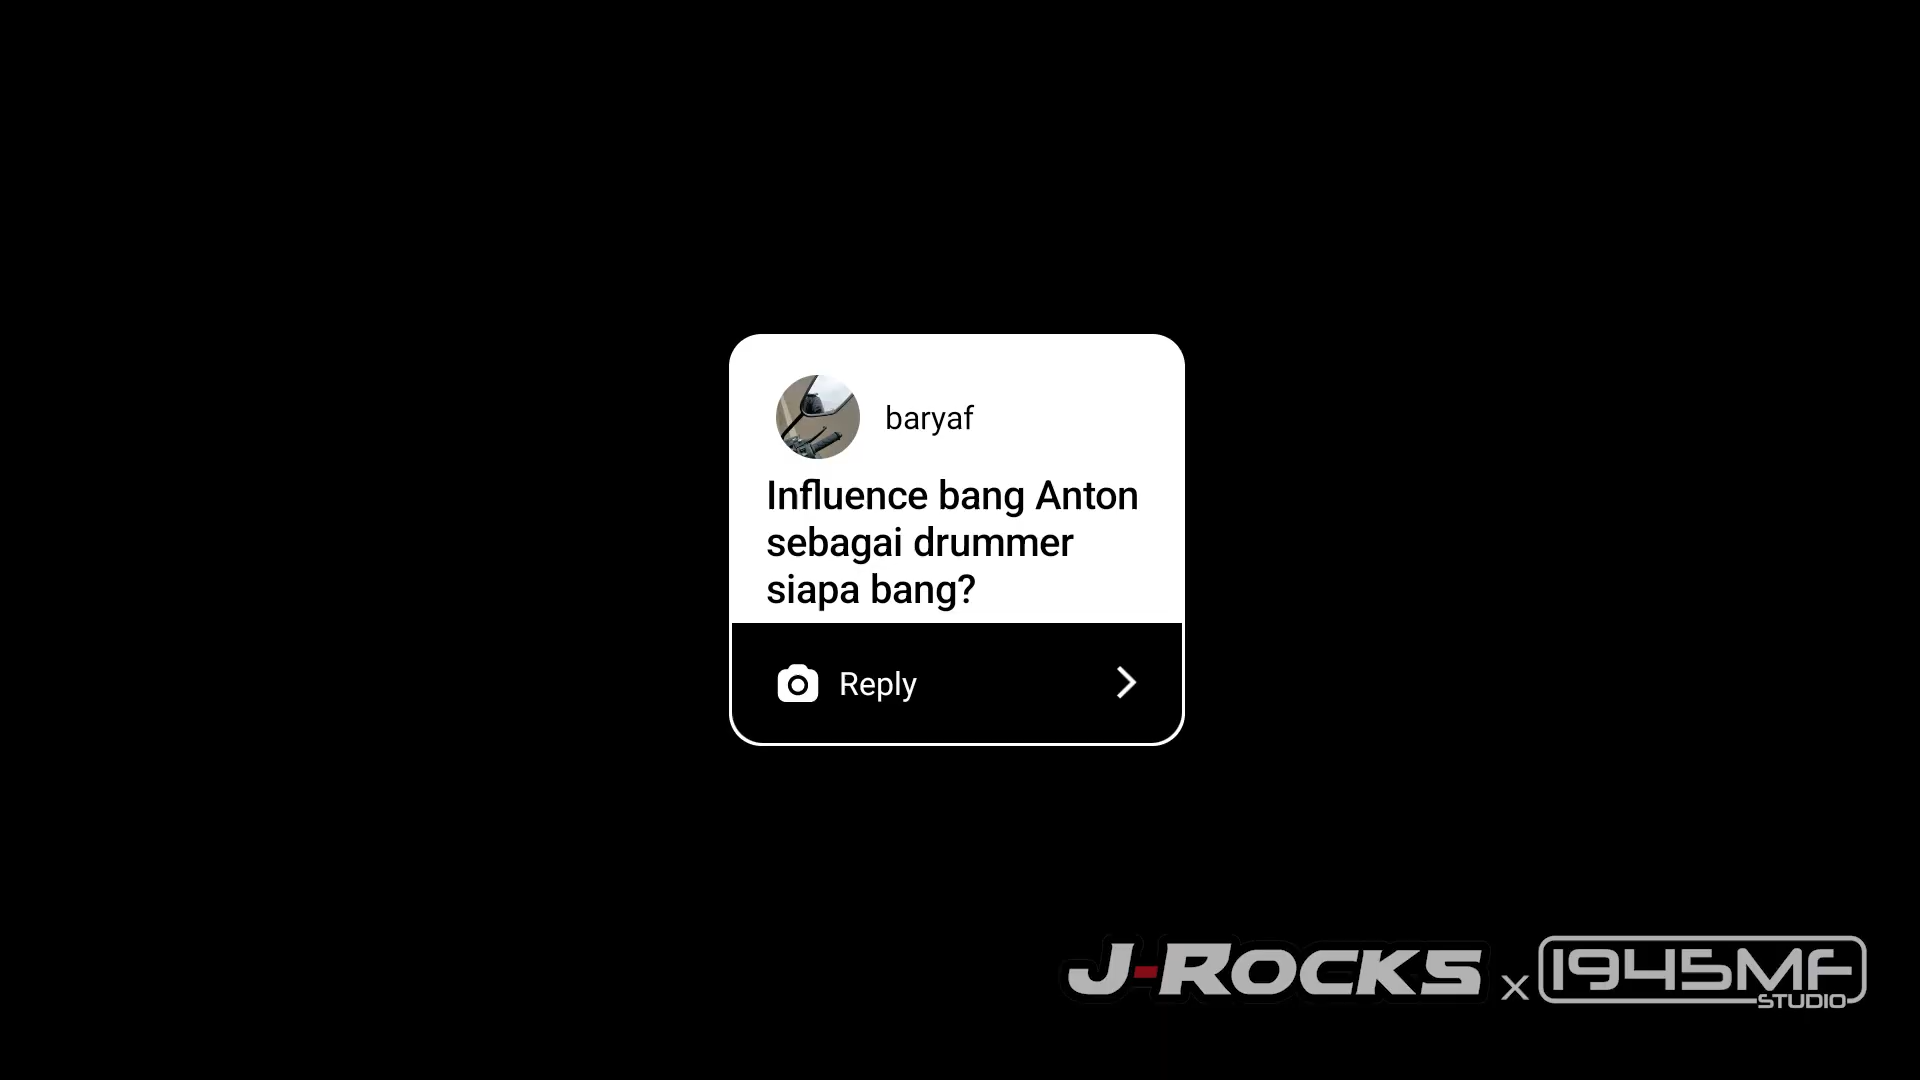 baryaf
Influence bang Anton
sebagai drummer
siapa bang?
Reply
J-ROCKS x 1945MF
STUDIO